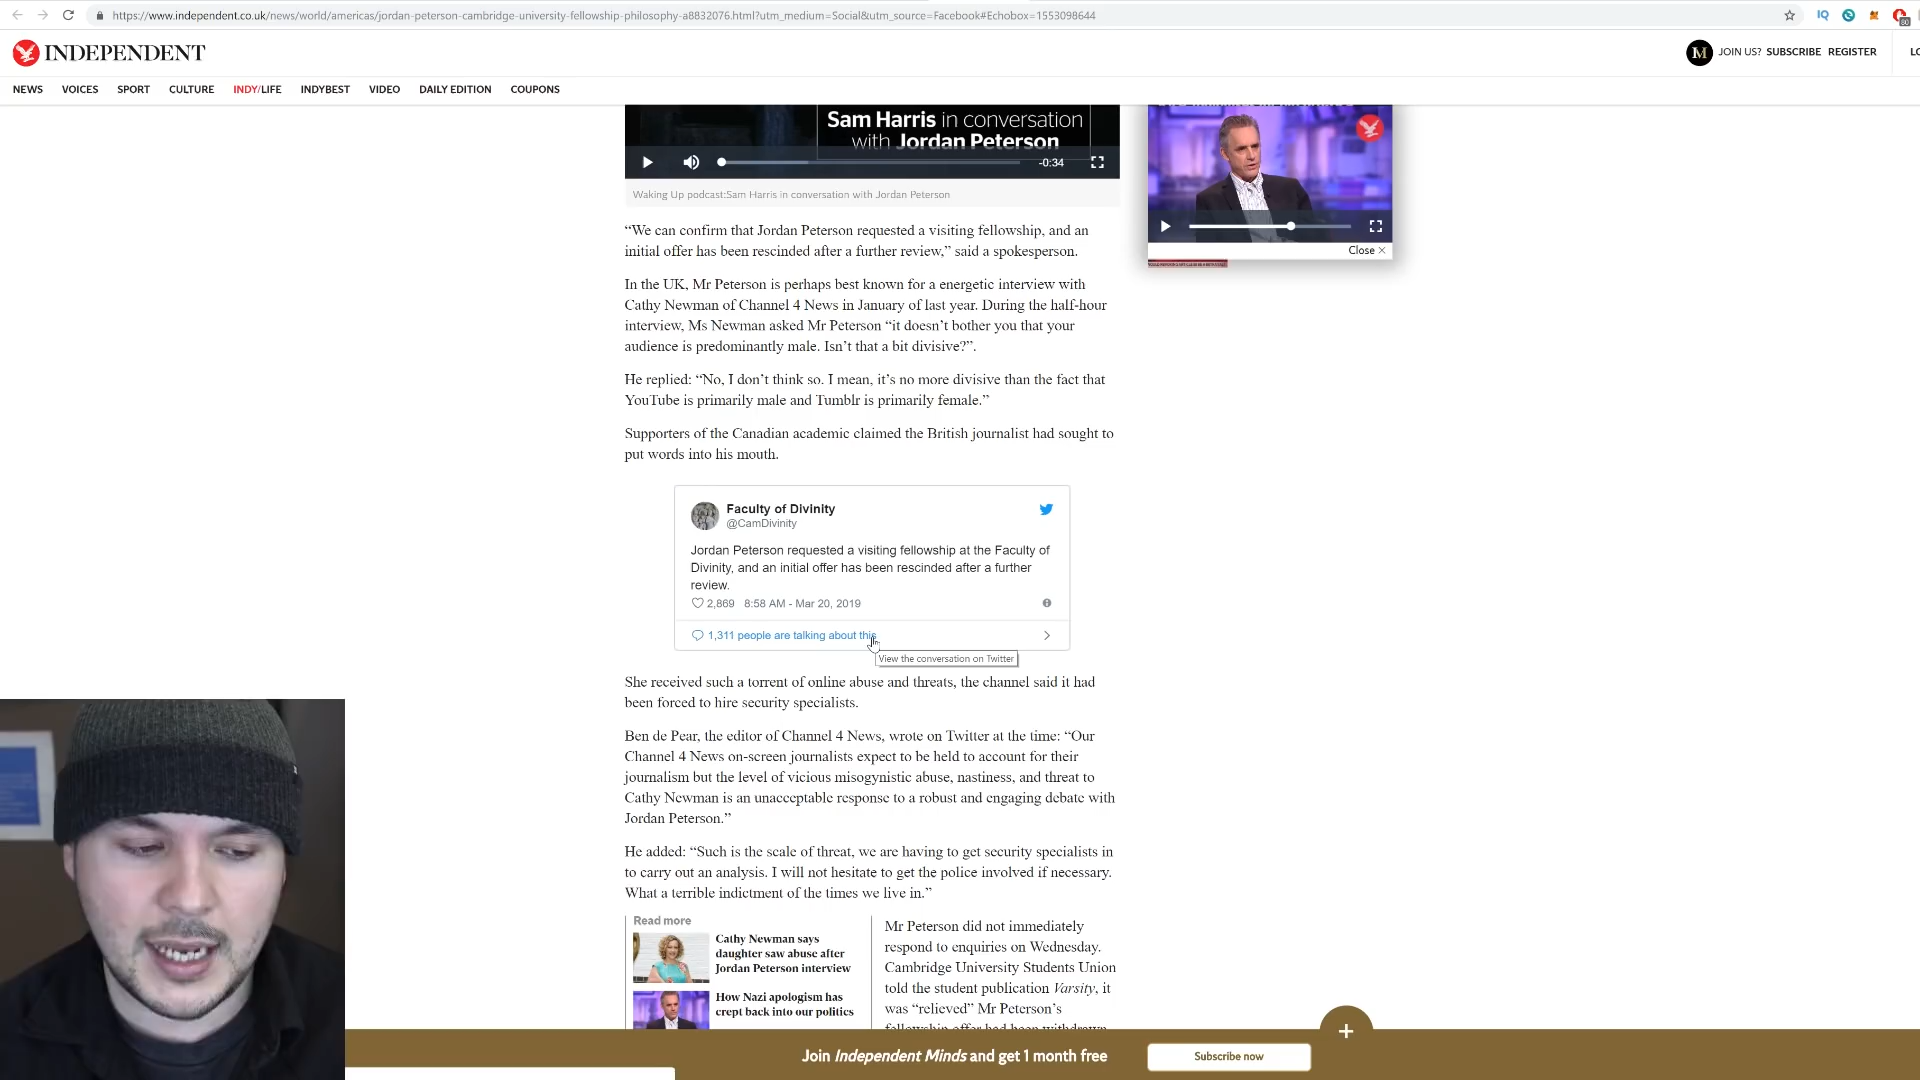 https://www.independent.co.uk/news/world/americas/jordan-peterson-cambridge-university-fellowship-philosophy-a8832076.html?utm_medium=Social&utm_source=Facebook#Echobox=1553098644
IQ
80
INDEPENDENT
M JOIN US? SUBSCRIBE REGISTER LO
NEWS VOICES SPORT CULTURE INDY/LIFE INDYBEST VIDEO DAILY EDITION COUPONS
Sam Harris in conversation
with Jordan Peterson
-0:34
Waking Up podcast:Sam Harris in conversation with Jordan Peterson
Close ×
“We can confirm that Jordan Peterson requested a visiting fellowship, and an
initial offer has been rescinded after a further review,” said a spokesperson.
In the UK, Mr Peterson is perhaps best known for a energetic interview with
Cathy Newman of Channel 4 News in January of last year. During the half-hour
interview, Ms Newman asked Mr Peterson “it doesn’t bother you that your
audience is predominantly male. Isn’t that a bit divisive?”.
He replied: “No, I don’t think so. I mean, it’s no more divisive than the fact that
YouTube is primarily male and Tumblr is primarily female.”
Supporters of the Canadian academic claimed the British journalist had sought to
put words into his mouth.
Faculty of Divinity
@CamDivinity
Jordan Peterson requested a visiting fellowship at the Faculty of
Divinity, and an initial offer has been rescinded after a further
review.
2,869 8:58 AM - Mar 20, 2019
1,311 people are talking about this
View the conversation on Twitter
She received such a torrent of online abuse and threats, the channel said it had
been forced to hire security specialists.
Ben de Pear, the editor of Channel 4 News, wrote on Twitter at the time: “Our
Channel 4 News on-screen journalists expect to be held to account for their
journalism but the level of vicious misogynistic abuse, nastiness, and threat to
Cathy Newman is an unacceptable response to a robust and engaging debate with
Jordan Peterson.”
He added: “Such is the scale of threat, we are having to get security specialists in
to carry out an analysis. I will not hesitate to get the police involved if necessary.
What a terrible indictment of the times we live in.”
Read more
Cathy Newman says
daughter saw abuse after
Jordan Peterson interview
How Nazi apologism has
crept back into our politics
Mr Peterson did not immediately
respond to enquiries on Wednesday.
Cambridge University Students Union
told the student publication Varsity, it
was “relieved” Mr Peterson’s
fellowship offer had been withdrawn
Join Independent Minds and get 1 month free
Subscribe now
+